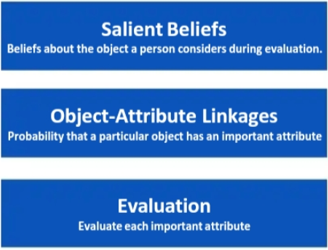 Salient Beliefs
Beliefs about the object a person considers during evaluation.
Object-Attribute Linkages
Probability that a particular object has an important attribute
Evaluation
Evaluate each important attribute